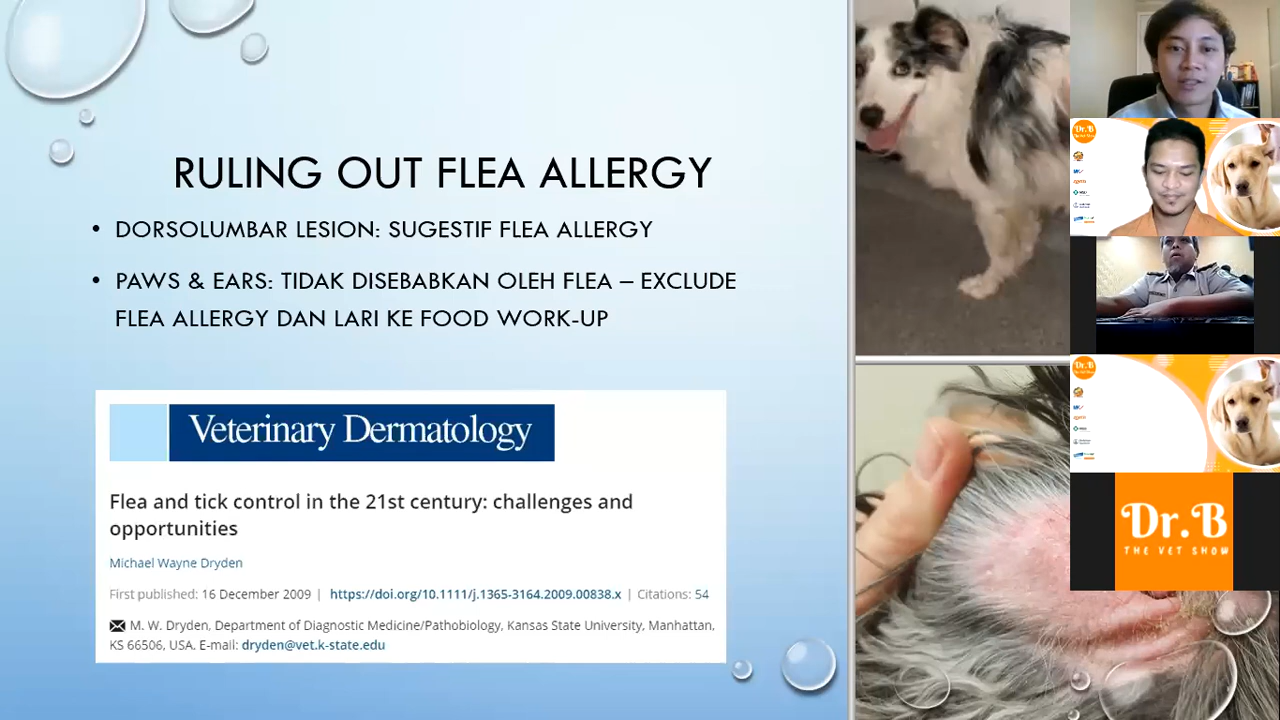 RULING OUT FLEA ALLERGY
• DORSOLUMBAR LESION: SUGESTIF FLEA ALLERGY
• PAWS & EARS: TIDAK DISEBABKAN OLEH FLEA – EXCLUDE
FLEA ALLERGY DAN LARI KE FOOD WORK-UP
Veterinary Dermatology
Flea and tick control in the 21st century: challenges and
opportunities
Michael Wayne Dryden
First published: 16 December 2009 | https://doi.org/10.1111/j.1365-3164.2009.00838.x | Citations: 54
M. W. Dryden, Department of Diagnostic Medicine/Pathobiology, Kansas State University, Manhattan,
KS 66506, USA. E-mail: dryden@vet.k-state.edu
Dr.B
Dr.B
Dr.B
THE VET SHOW